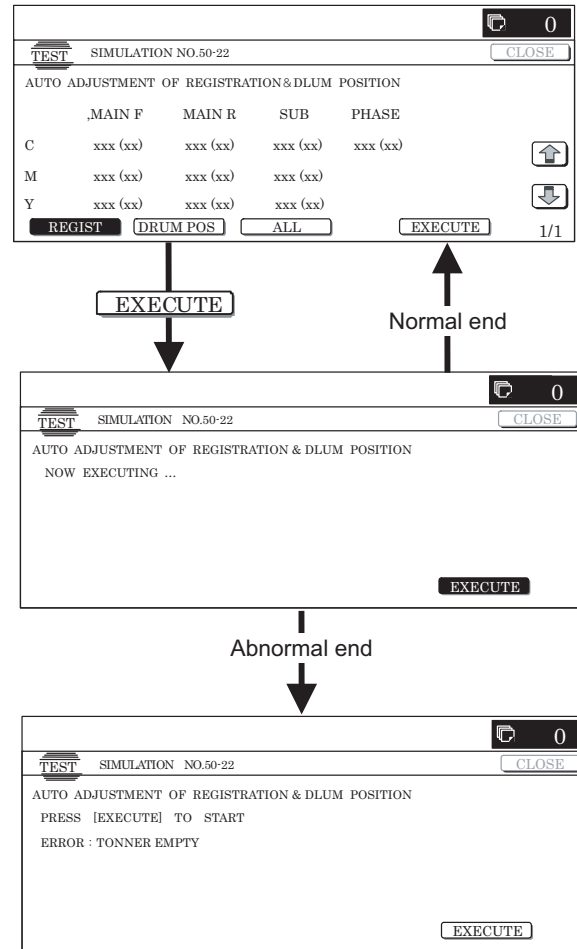 0
TEST SIMULATION NO.50-22 CLOSE
AUTO ADJUSTMENT OF REGISTRATION&DLUM POSITION
,MAIN F MAIN R SUB PHASE
C xxx (xx) xxx (xx) xxx (xx) xxx (xx)
M xxx (xx) xxx (xx) xxx (xx)
Y xxx (xx) xxx (xx) xxx (xx)
REGIST DRUM POS ALL EXECUTE 1/1
EXECUTE
Normal end
0
TEST SIMULATION NO.50-22 CLOSE
AUTO ADJUSTMENT OF REGISTRATION & DLUM POSITION
NOW EXECUTING ...
EXECUTE
Abnormal end
0
TEST SIMULATION NO.50-22 CLOSE
AUTO ADJUSTMENT OF REGISTRATION & DLUM POSITION
PRESS [EXECUTE] TO START
ERROR : TONNER EMPTY
EXECUTE